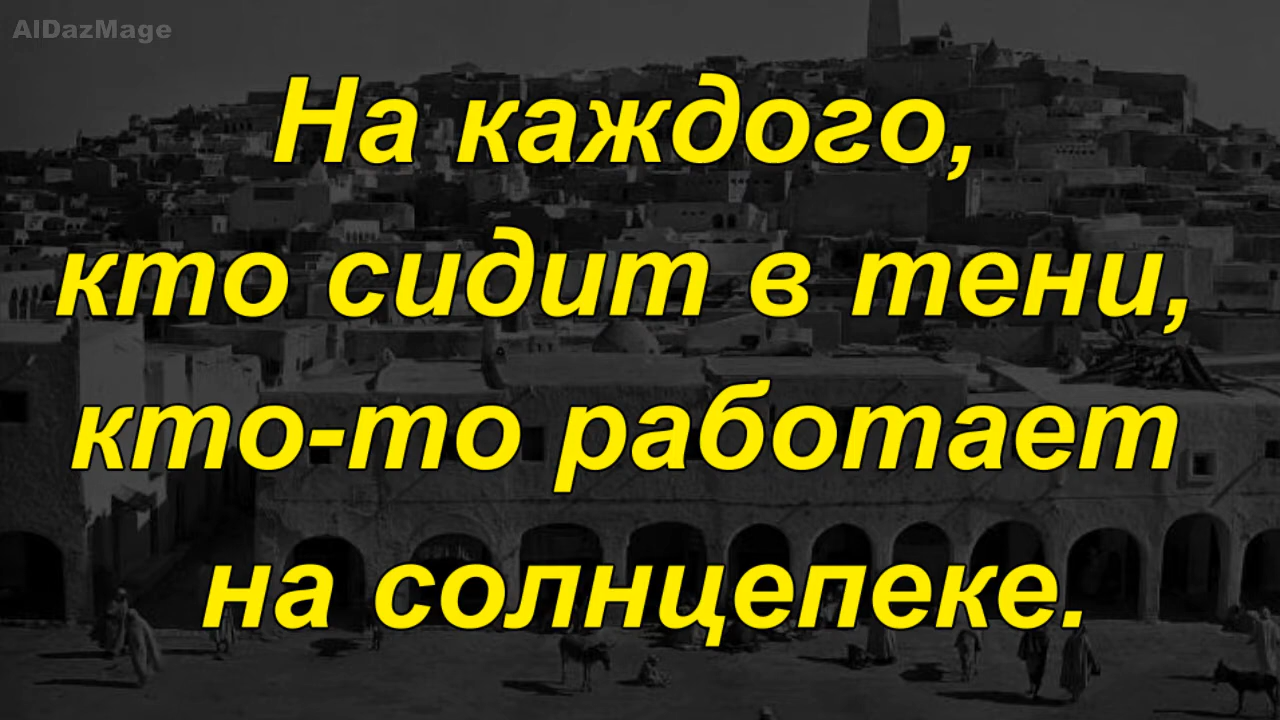 AlDazMage
На каждого,
кто сидит в тени,
кто-то работает
на солнцепеке.